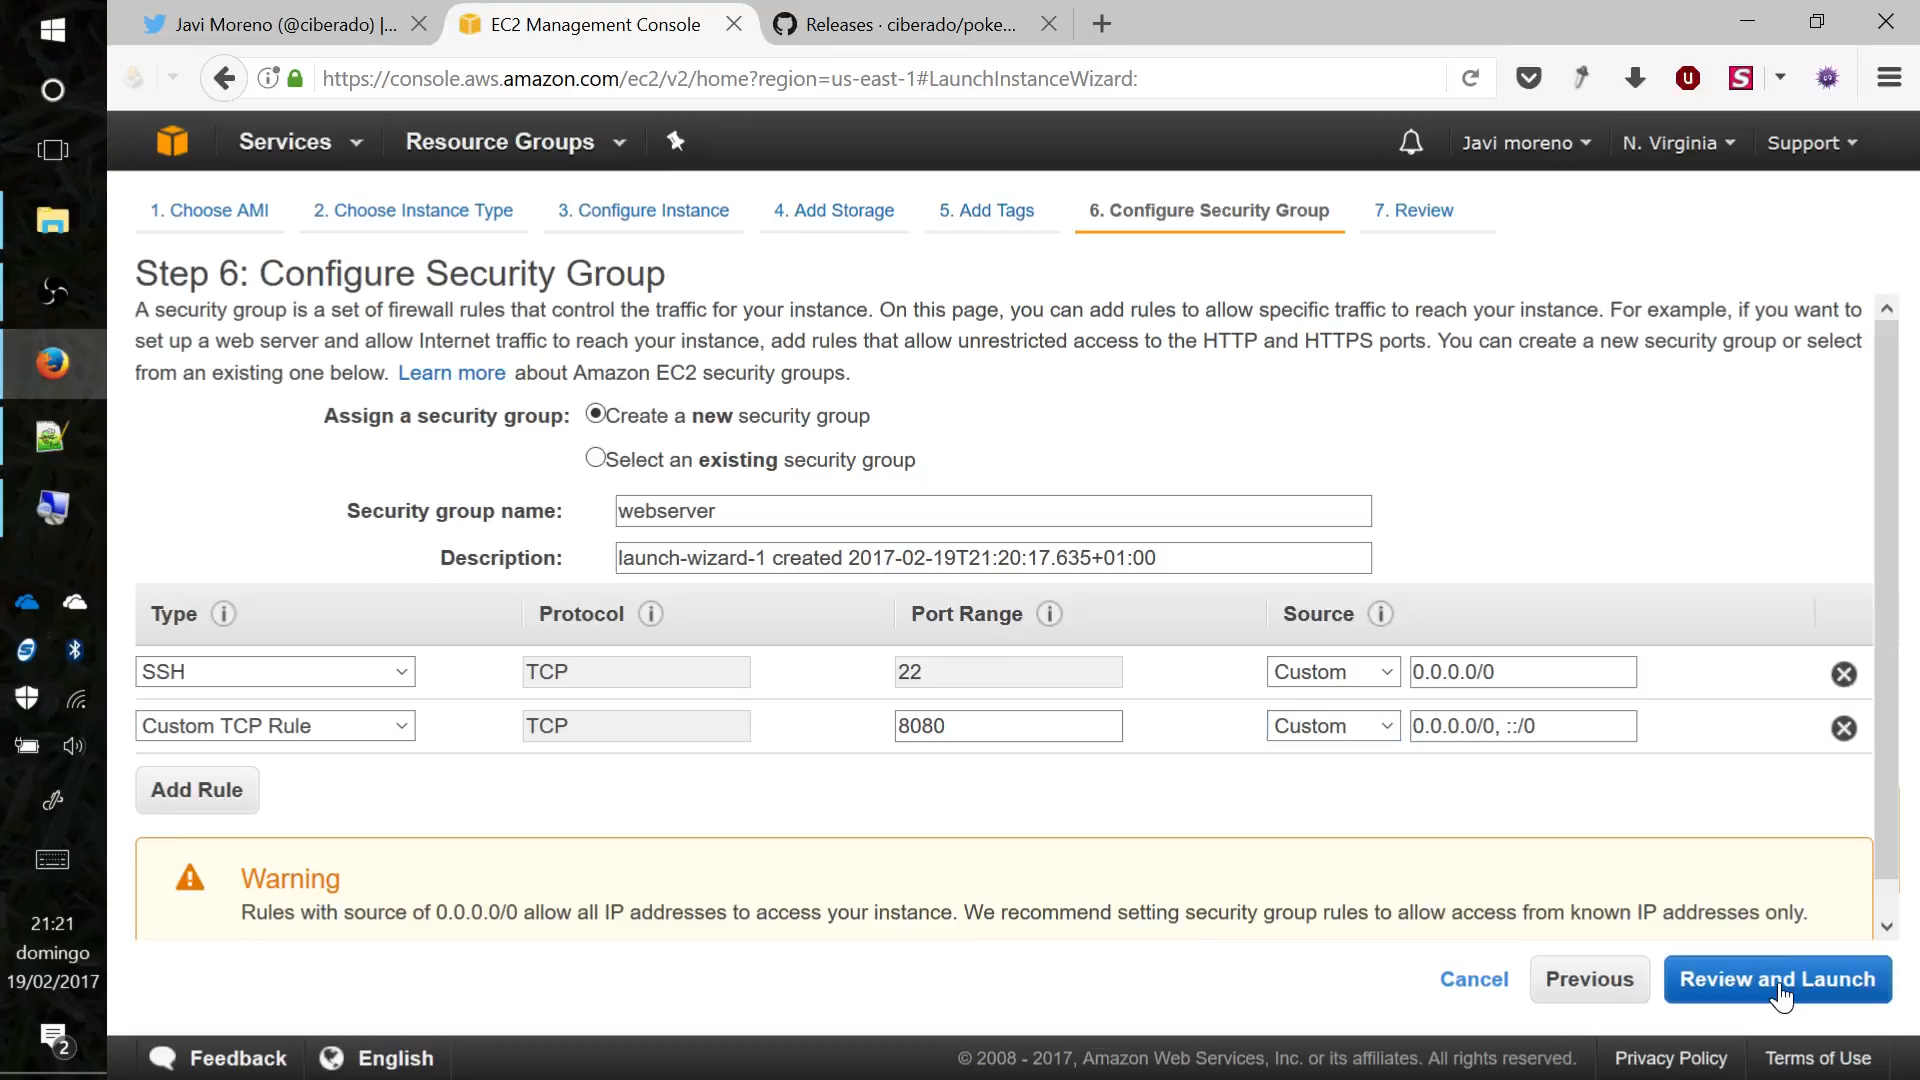 Javi Moreno (@ciberado) |...
EC2 Management Console
Releases · ciberado/poke...
https://console.aws.amazon.com/ec2/v2/home?region=us-east-1#LaunchInstanceWizard:
Services
Resource Groups
Javi moreno
N. Virginia
Support
1. Choose AMI
2. Choose Instance Type
3. Configure Instance
4. Add Storage
5. Add Tags
6. Configure Security Group
7. Review
Step 6: Configure Security Group
A security group is a set of firewall rules that control the traffic for your instance. On this page, you can add rules to allow specific traffic to reach your instance. For example, if you want to
set up a web server and allow Internet traffic to reach your instance, add rules that allow unrestricted access to the HTTP and HTTPS ports. You can create a new security group or select
from an existing one below. Learn more about Amazon EC2 security groups.
Assign a security group: Create a new security group
Select an existing security group
Security group name: webserver
Description: launch-wizard-1 created 2017-02-19T21:20:17.635+01:00
Type Protocol Port Range Source
SSH TCP 22 Custom 0.0.0.0/0
Custom TCP Rule TCP 8080 Custom 0.0.0.0/0, ::/0
Add Rule
Warning
Rules with source of 0.0.0.0/0 allow all IP addresses to access your instance. We recommend setting security group rules to allow access from known IP addresses only.
Cancel
Previous
Review and Launch
21:21
domingo
19/02/2017
2
Feedback
English
© 2008 - 2017, Amazon Web Services, Inc. or its affiliates. All rights reserved.
Privacy Policy
Terms of Use